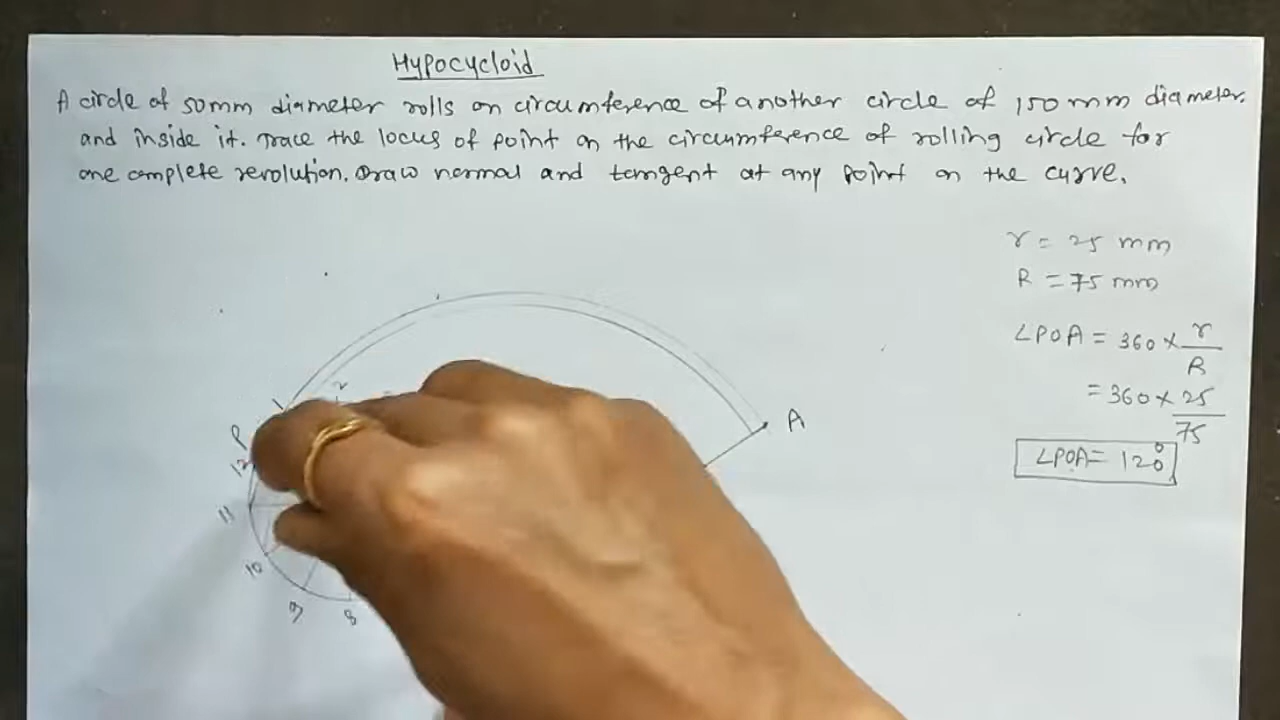 Hypocycloid
A circle of 50mm diameter rolls on circumference of another circle of 150mm diameter.
and inside it. Trace the locus of point on the circumference of rolling circle for
one complete revolution. Draw normal and tangent at any point on the curve.
r = 25 mm
R = 75 mm
∠POA = 360 × r/R
= 360 × 25/75
∠POA = 120°
A
P
1
2
12
11
10
9
8